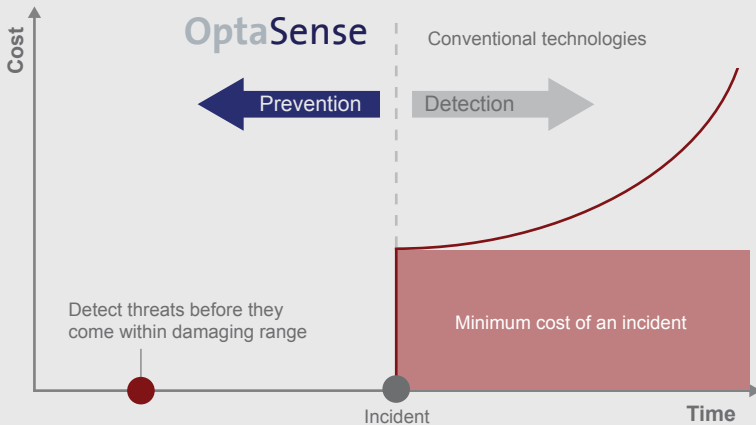 Cost
OptaSense
Conventional technologies
Prevention
Detection
Detect threats before they
come within damaging range
Minimum cost of an incident
Incident
Time